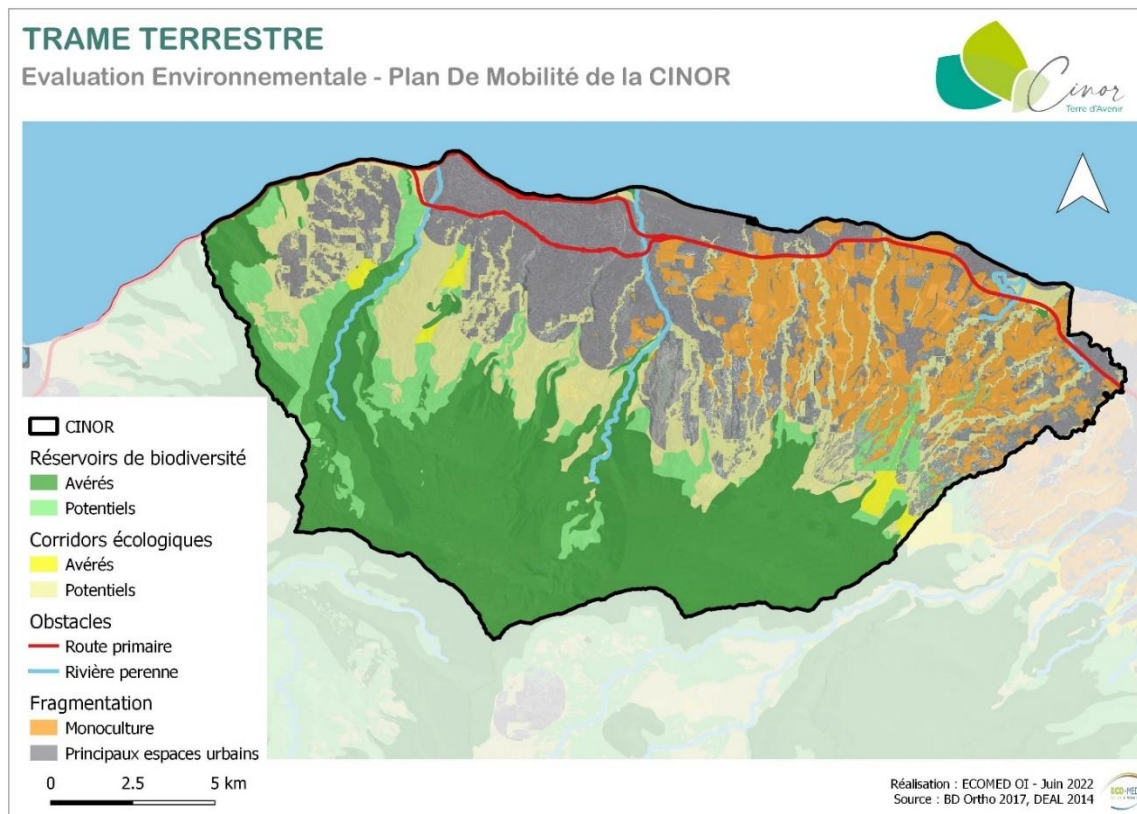 TRAME TERRESTRE
Evaluation Environnementale - Plan De Mobilité de la CINOR
Cinor
Terre d'Avenir
CINOR
Réservoirs de biodiversité
Avérés
Potentiels
Corridors écologiques
Avérés
Potentiels
Obstacles
Route primaire
Rivière perenne
Fragmentation
Monoculture
Principaux espaces urbains
0 2.5 5 km
Réalisation : ECOMED OI - Juin 2022
Source : BD Ortho 2017, DEAL 2014